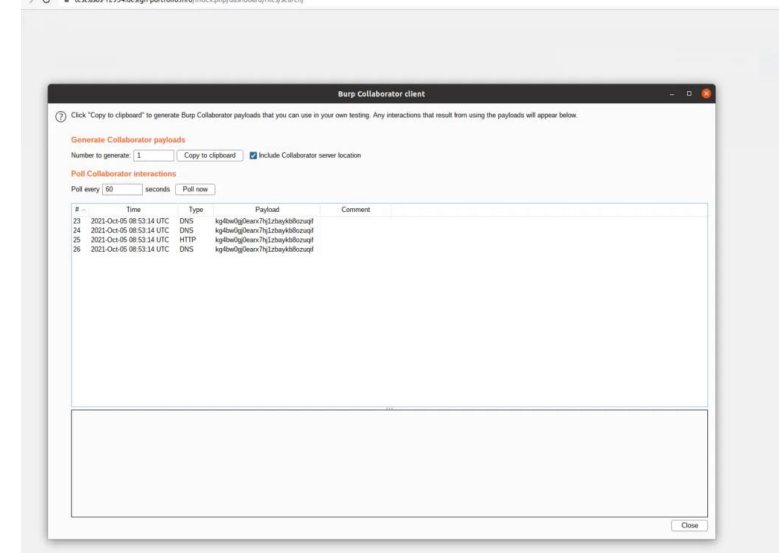 Burp Collaborator client
Click "Copy to clipboard" to generate Burp Collaborator payloads that you can use in your own testing. Any interactions that result from using the payloads will appear below.
Generate Collaborator payloads
Number to generate: 1 Copy to clipboard Include Collaborator server location
Poll Collaborator interactions
Poll every 60 seconds Poll now
# Time Type Payload Comment
23 2021-Oct-05 08:53:14 UTC DNS
24 2021-Oct-05 08:53:14 UTC DNS
25 2021-Oct-05 08:53:14 UTC HTTP
26 2021-Oct-05 08:53:14 UTC DNS
Close